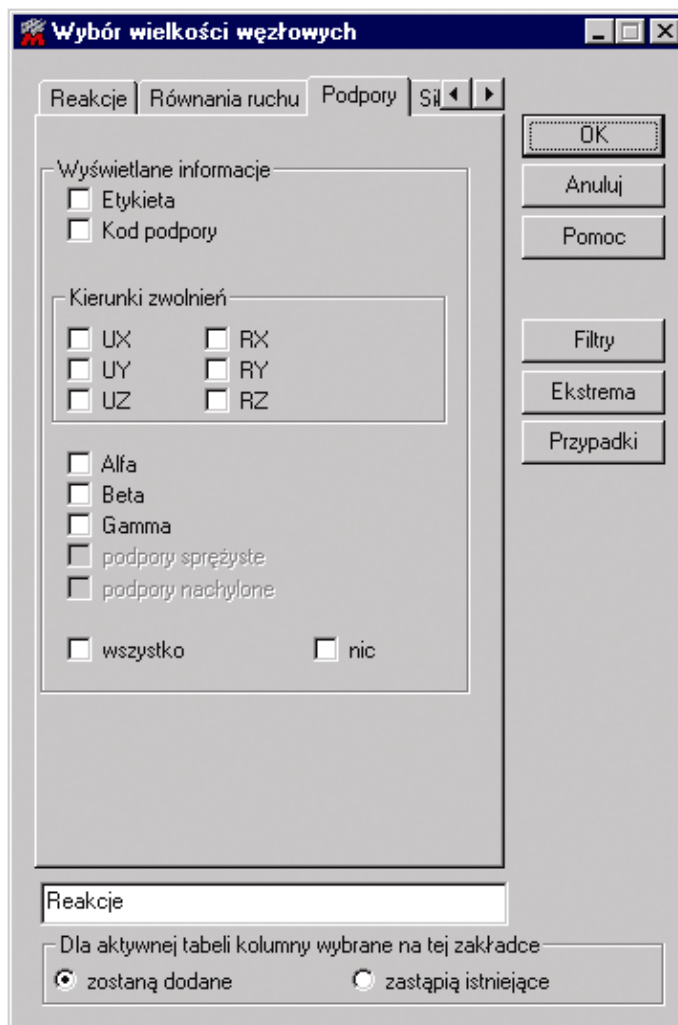 Wybór wielkości węzłowych
Reakcje Równania ruchu Podpory
OK
Anuluj
Pomoc
Wyświetlane informacje
Etykieta
Kod podpory
Kierunki zwolnień
UX RX
UY RY
UZ RZ
Filtry
Ekstrema
Przypadki
Alfa
Beta
Gamma
podpory sprężyste
podpory nachylone
wszystko nic
Reakcje
Dla aktywnej tabeli kolumny wybrane na tej zakładce
zostaną dodane zastąpią istniejące